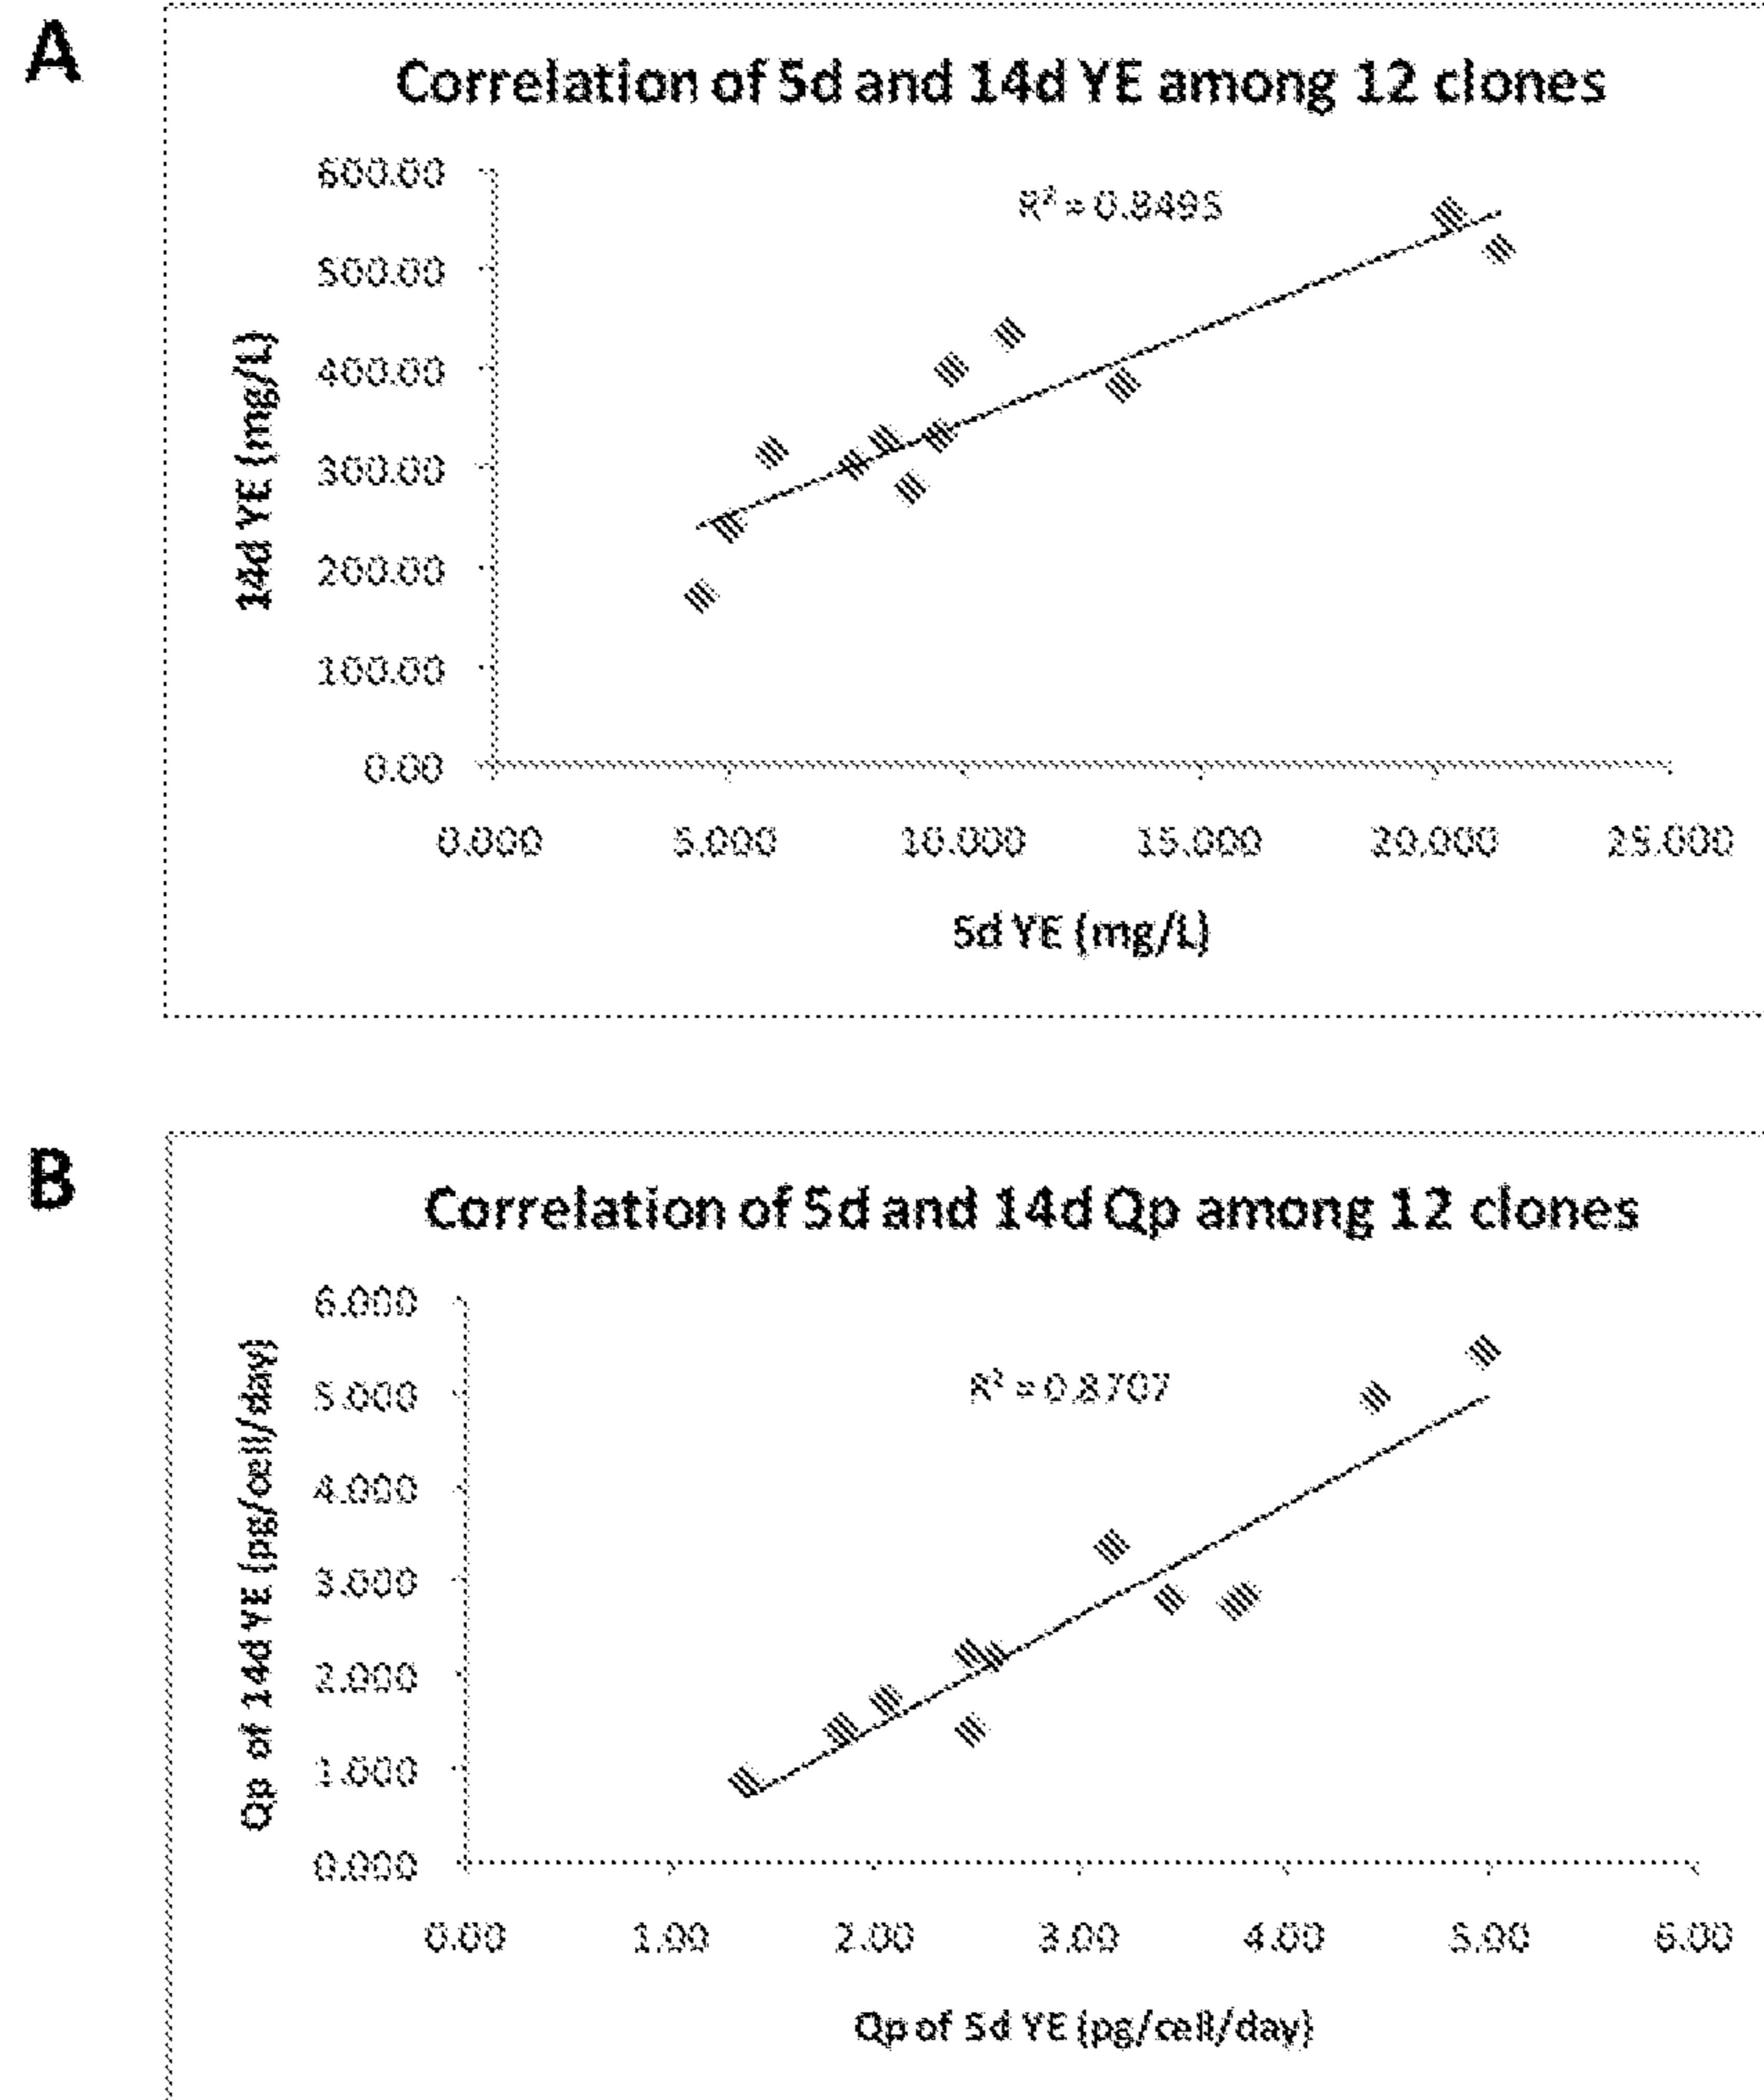 A
Correlation of 5d and 14d YE among 12 clones
600.00
500.00
400.00
300.00
200.00
100.00
0.00
14d YE (mg/L)
R² = 0.8495
0.000 5.000 10.000 15.000 20.000 25.000
5d YE (mg/L)
B
Correlation of 5d and 14d Qp among 12 clones
6.000
5.000
4.000
3.000
2.000
1.000
0.000
Qp of 14d YE (pg/cell/day)
R² = 0.8707
0.00 1.00 2.00 3.00 4.00 5.00 6.00
Qp of 5d YE (pg/cell/day)